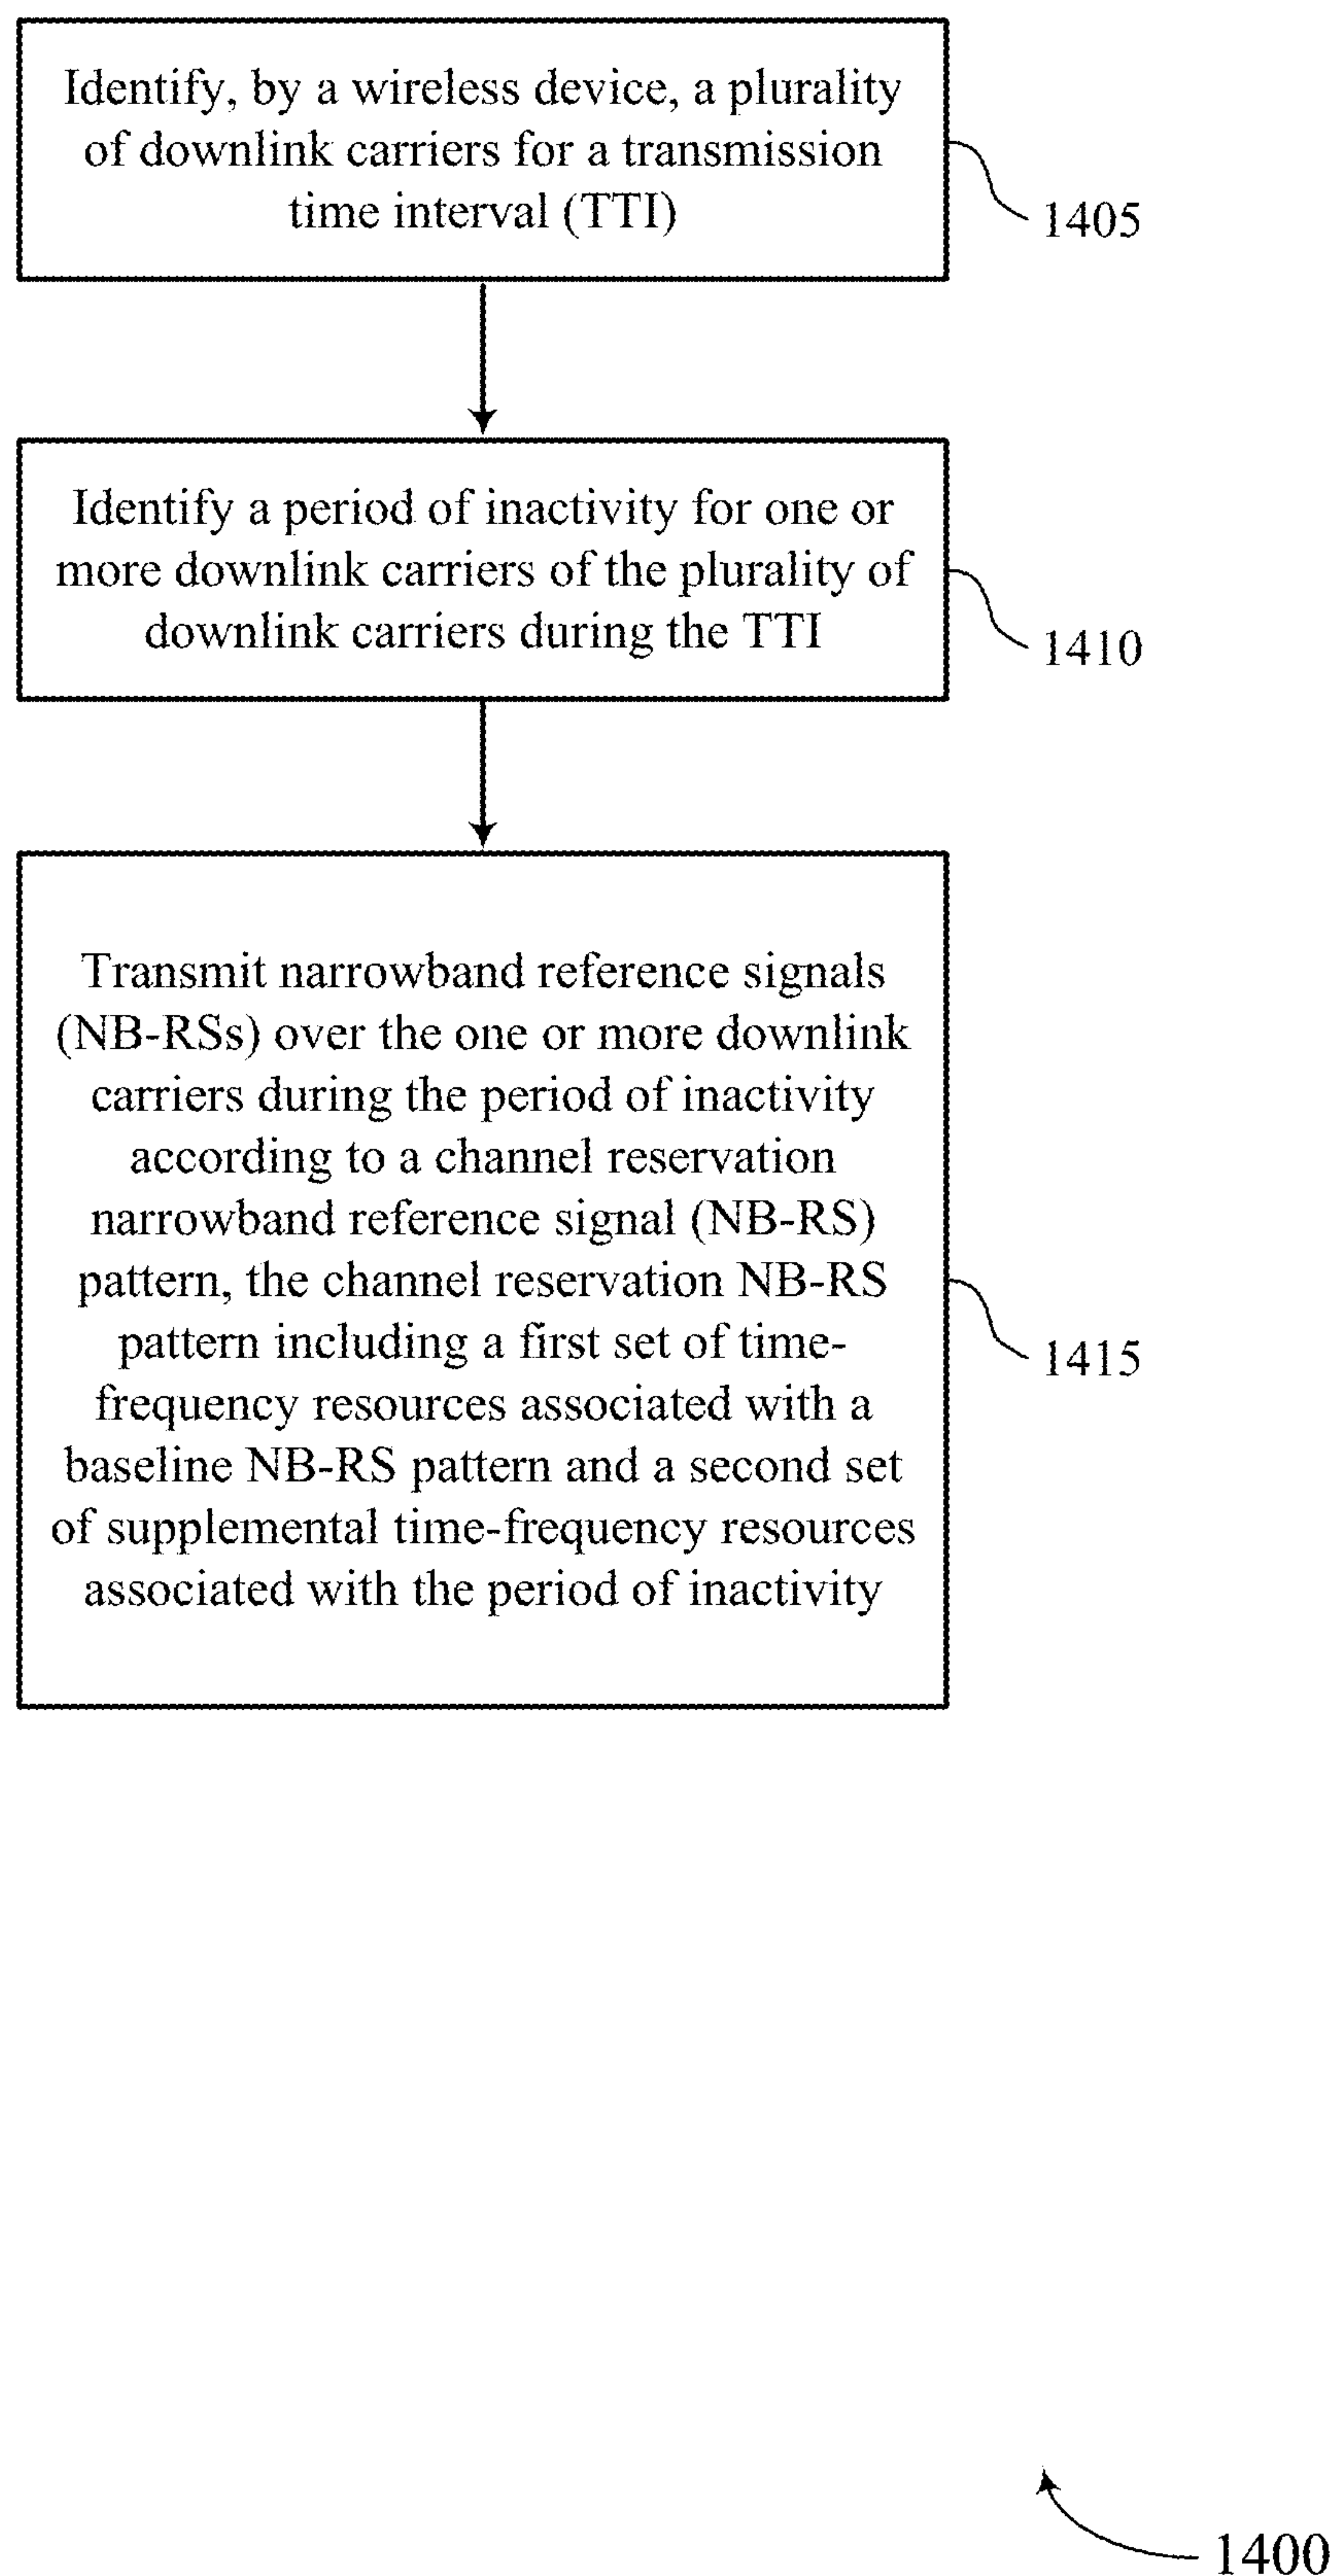 Identify, by a wireless device, a plurality
of downlink carriers for a transmission
time interval (TTI)
1405
Identify a period of inactivity for one or
more downlink carriers of the plurality of
downlink carriers during the TTI
1410
Transmit narrowband reference signals
(NB-RSs) over the one or more downlink
carriers during the period of inactivity
according to a channel reservation
narrowband reference signal (NB-RS)
pattern, the channel reservation NB-RS
pattern including a first set of time-
frequency resources associated with a
baseline NB-RS pattern and a second set
of supplemental time-frequency resources
associated with the period of inactivity
1415
1400